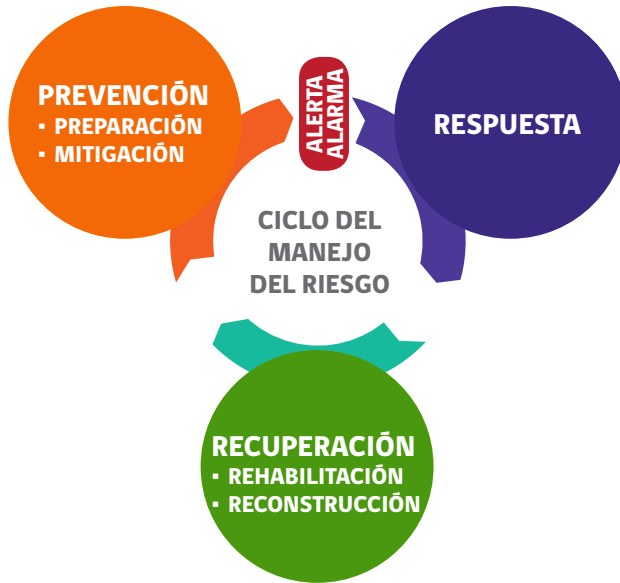 PREVENCIÓN
▪ PREPARACIÓN
▪ MITIGACIÓN
ALERTA
ALARMA
RESPUESTA
CICLO DEL
MANEJO
DEL RIESGO
RECUPERACIÓN
▪ REHABILITACIÓN
▪ RECONSTRUCCIÓN